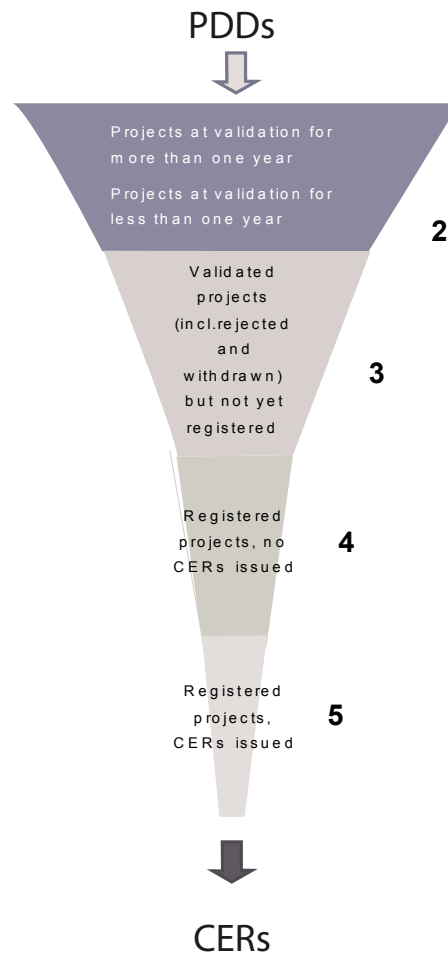 PDDs
Projects at validation for
more than one year
Projects at validation for
less than one year
2
Validated
projects
(incl.rejected
and
withdrawn)
but not yet
registered
3
Registered
projects, no
CERs issued
4
Registered
projects,
CERs issued
5
CERs